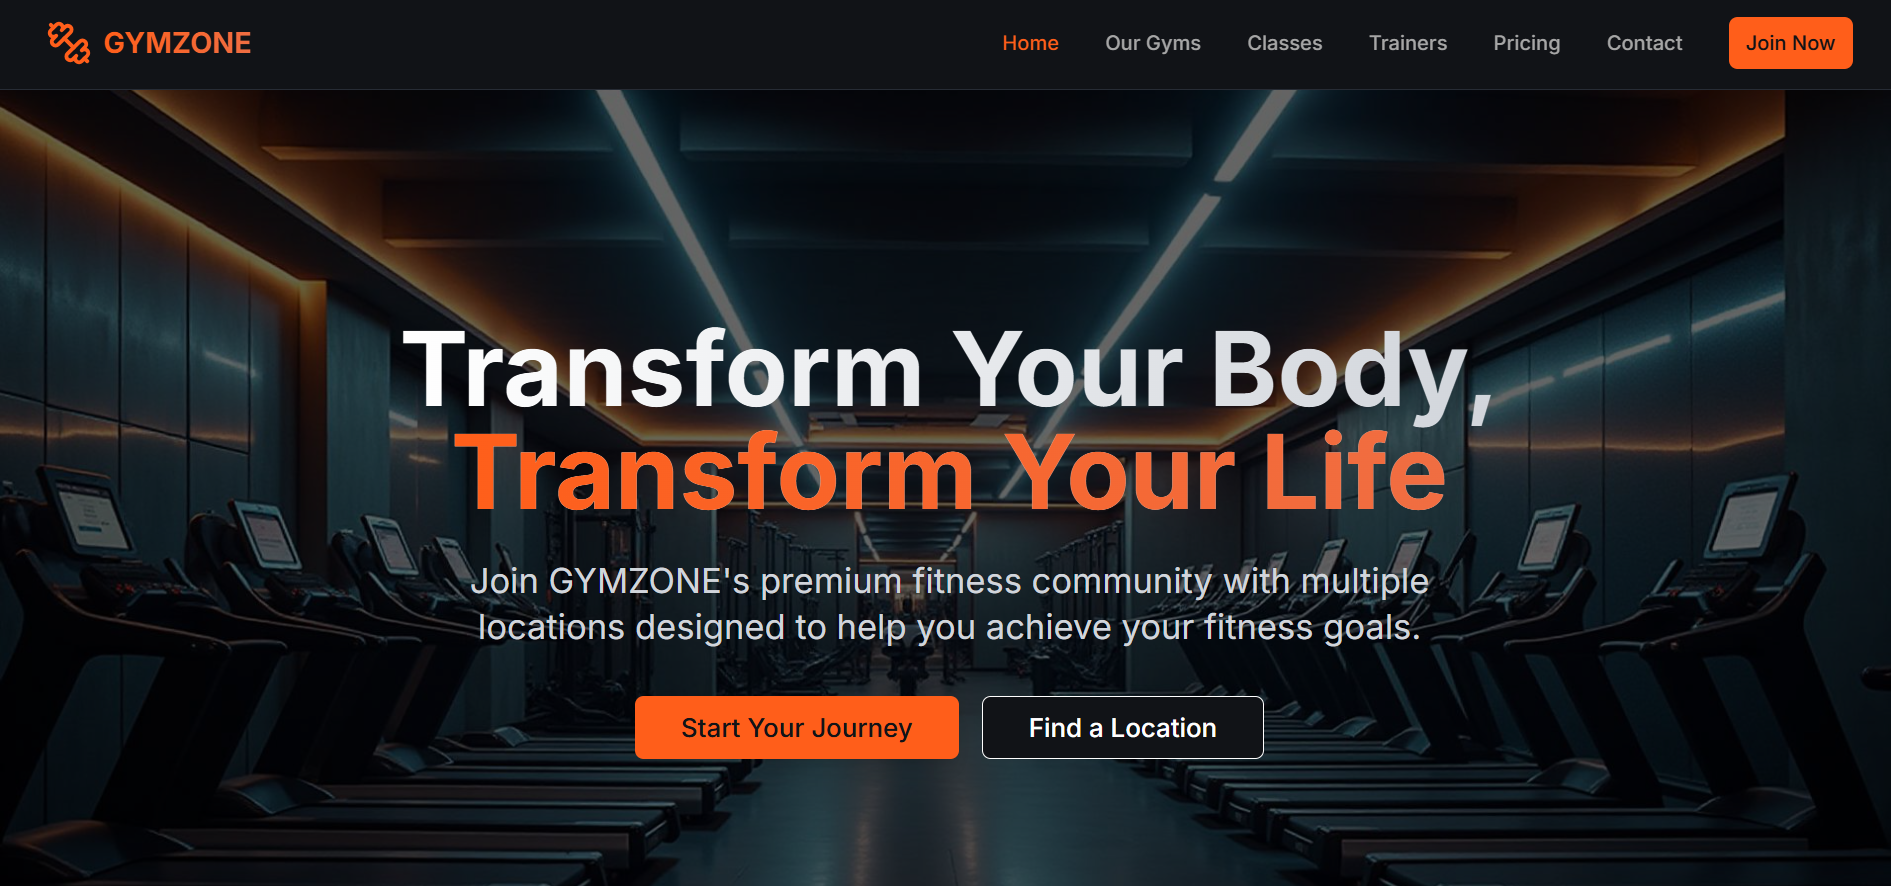 GYMZONE
Home
Our Gyms
Classes
Trainers
Pricing
Contact
Join Now
Transform Your Body,
Transform Your Life
Join GYMZONE's premium fitness community with multiple
locations designed to help you achieve your fitness goals.
Start Your Journey
Find a Location